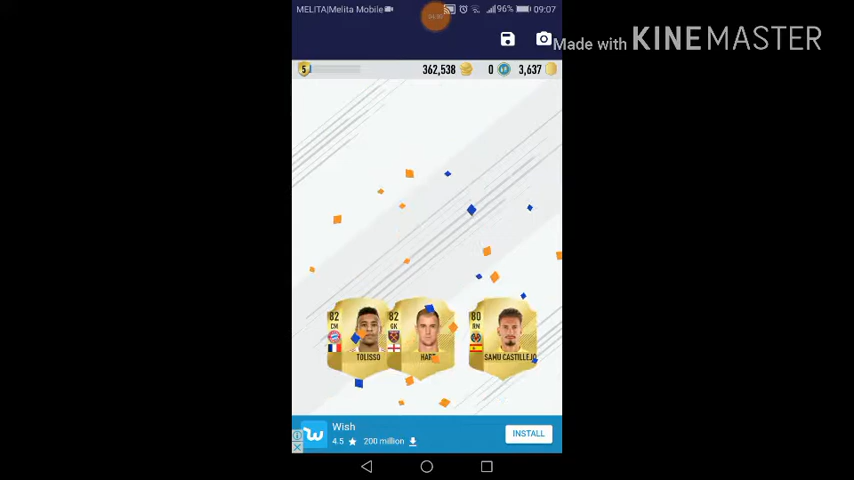 MELITA|Melita Mobile
96% 09:07
Made with KINEMASTER
5
362,538 0 3,637
82 82 80
CM GK RM
TOLISSO HART SAMU CASTILLEJO
Wish
4.5 ★ 200 million
INSTALL